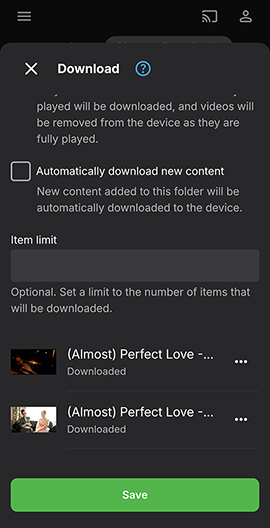 Download
played will be downloaded, and videos will
be removed from the device as they are
fully played.
Automatically download new content
New content added to this folder will be
automatically downloaded to the device.
Item limit
Optional. Set a limit to the number of items that
will be downloaded.
(Almost) Perfect Love -...
Downloaded
(Almost) Perfect Love -...
Downloaded
Save